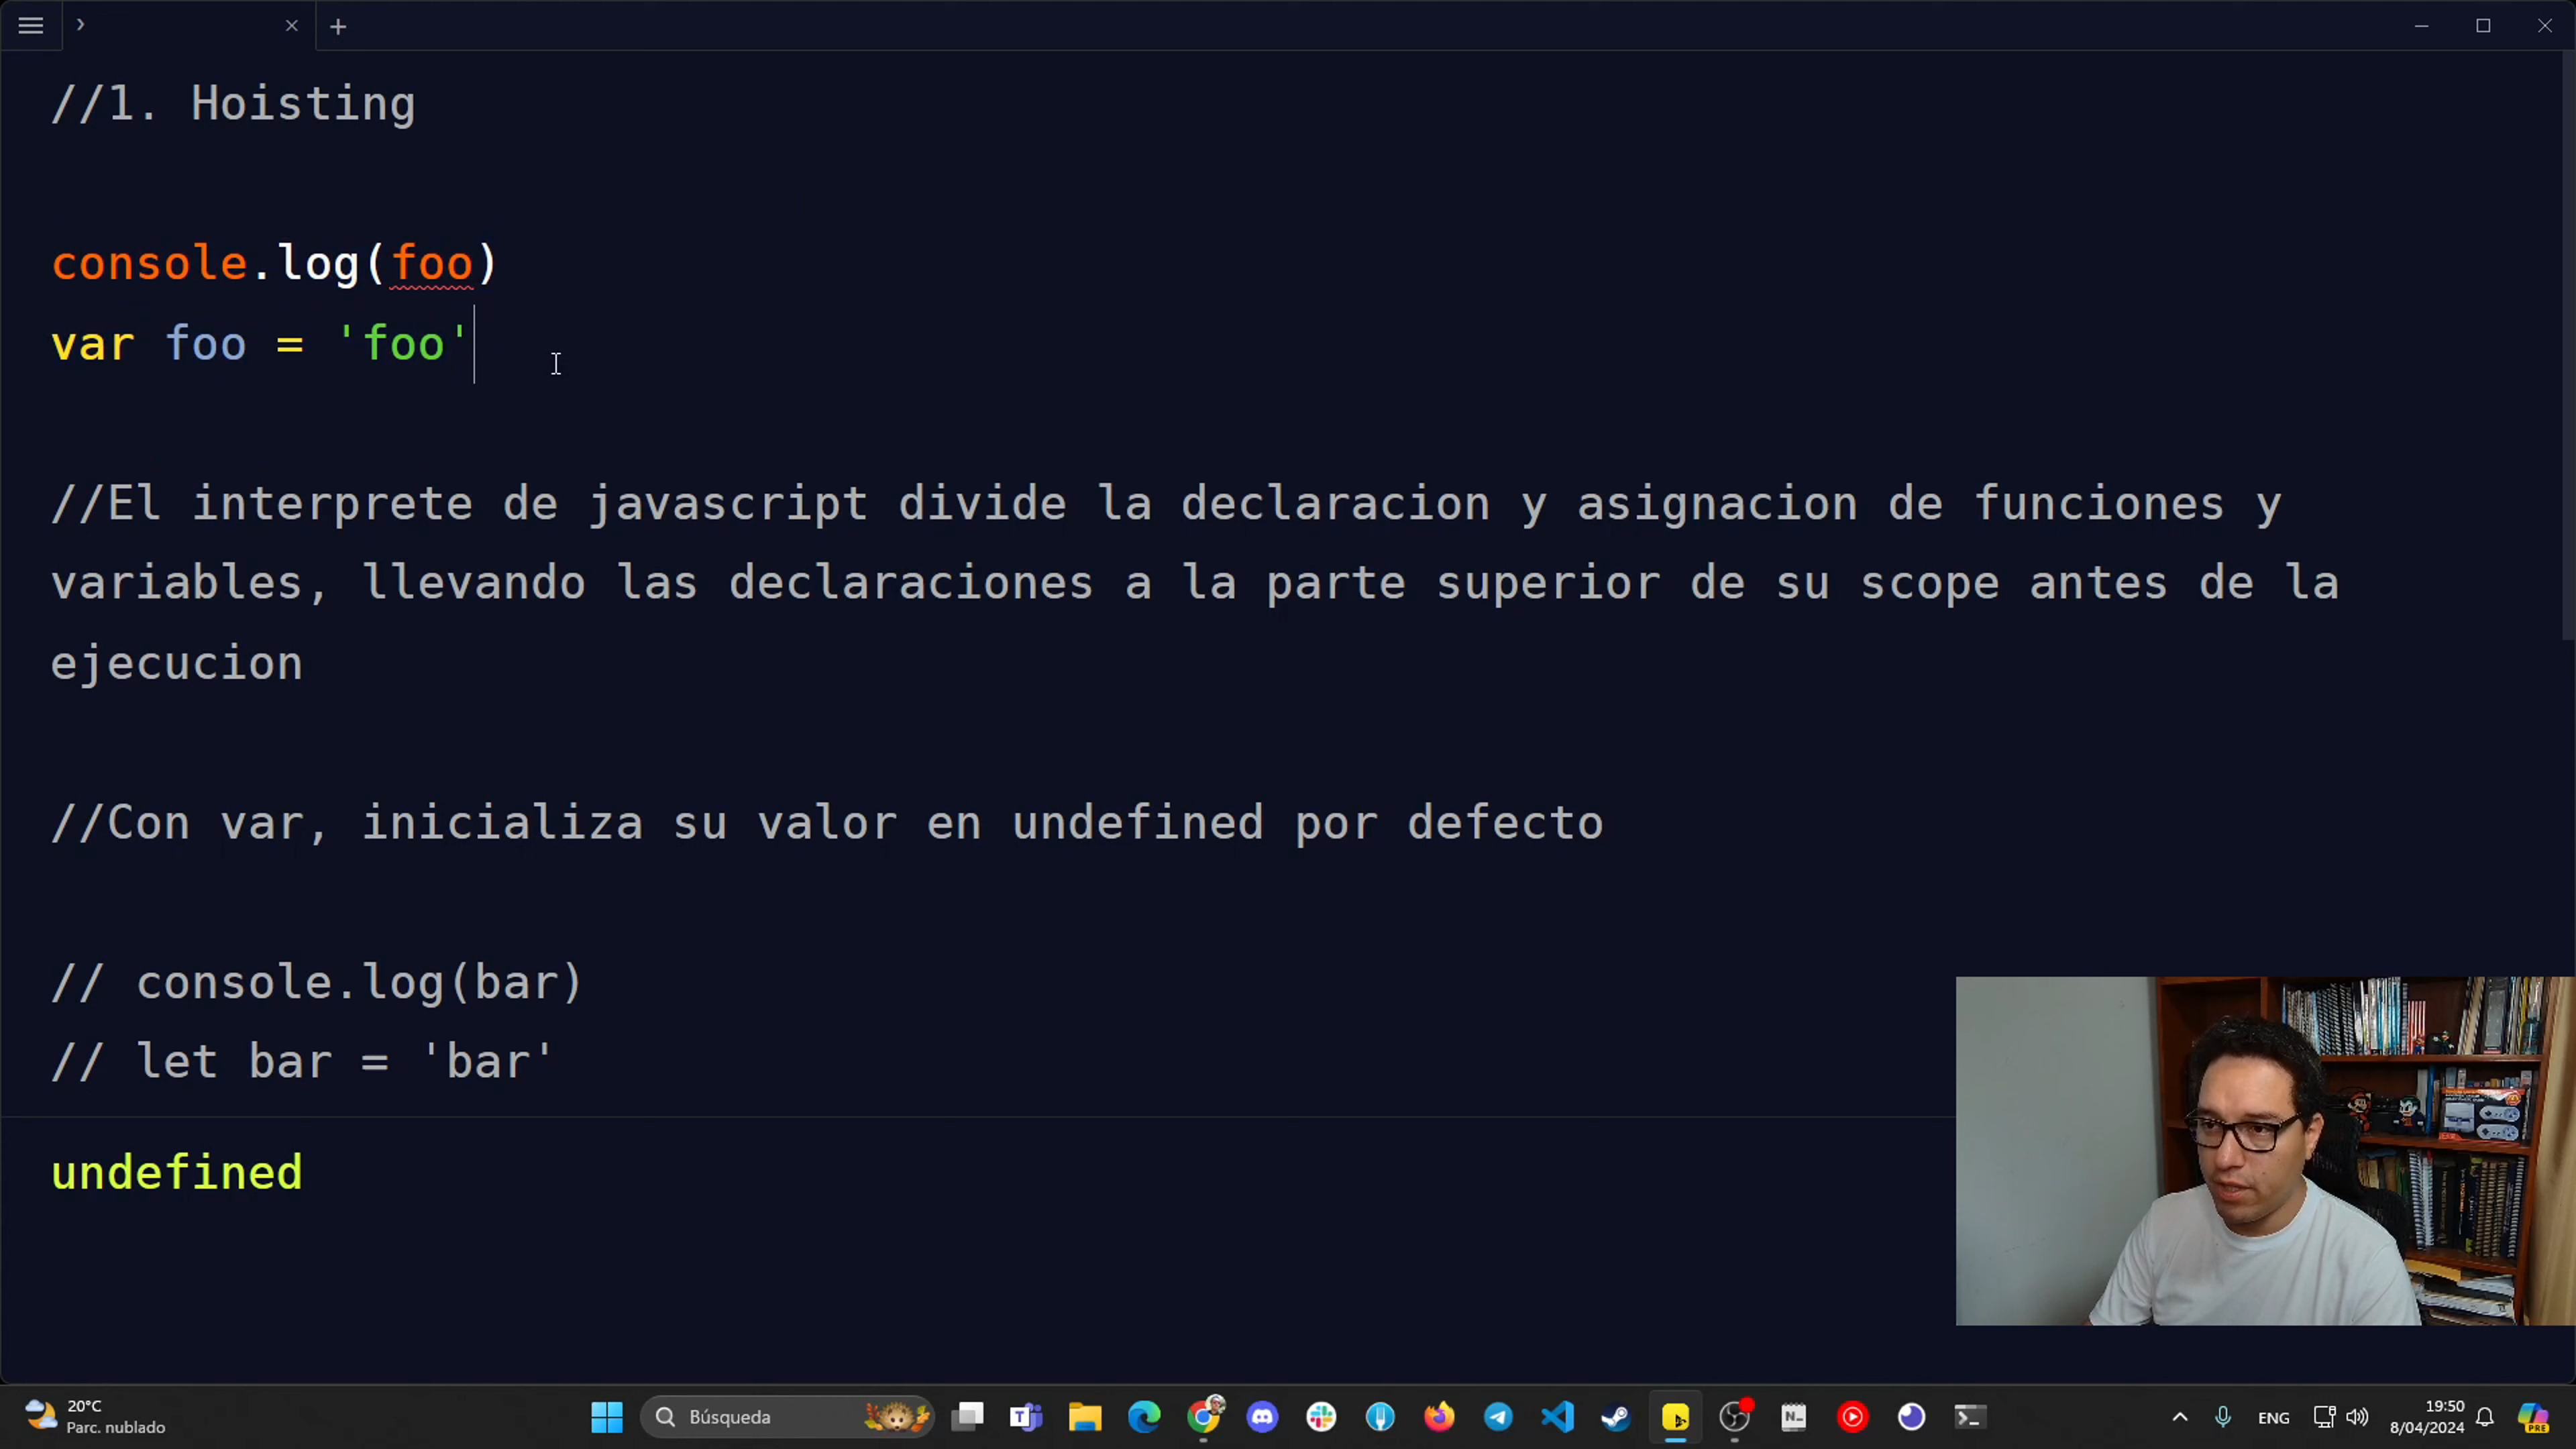 //1. Hoisting
console.log(foo)
var foo = 'foo'
//El interprete de javascript divide la declaracion y asignacion de funciones y
variables, llevando las declaraciones a la parte superior de su scope antes de la
ejecucion
//Con var, inicializa su valor en undefined por defecto
// console.log(bar)
// let bar = 'bar'
undefined
20°C
Parc. nublado
Búsqueda
ENG
19:50
8/04/2024